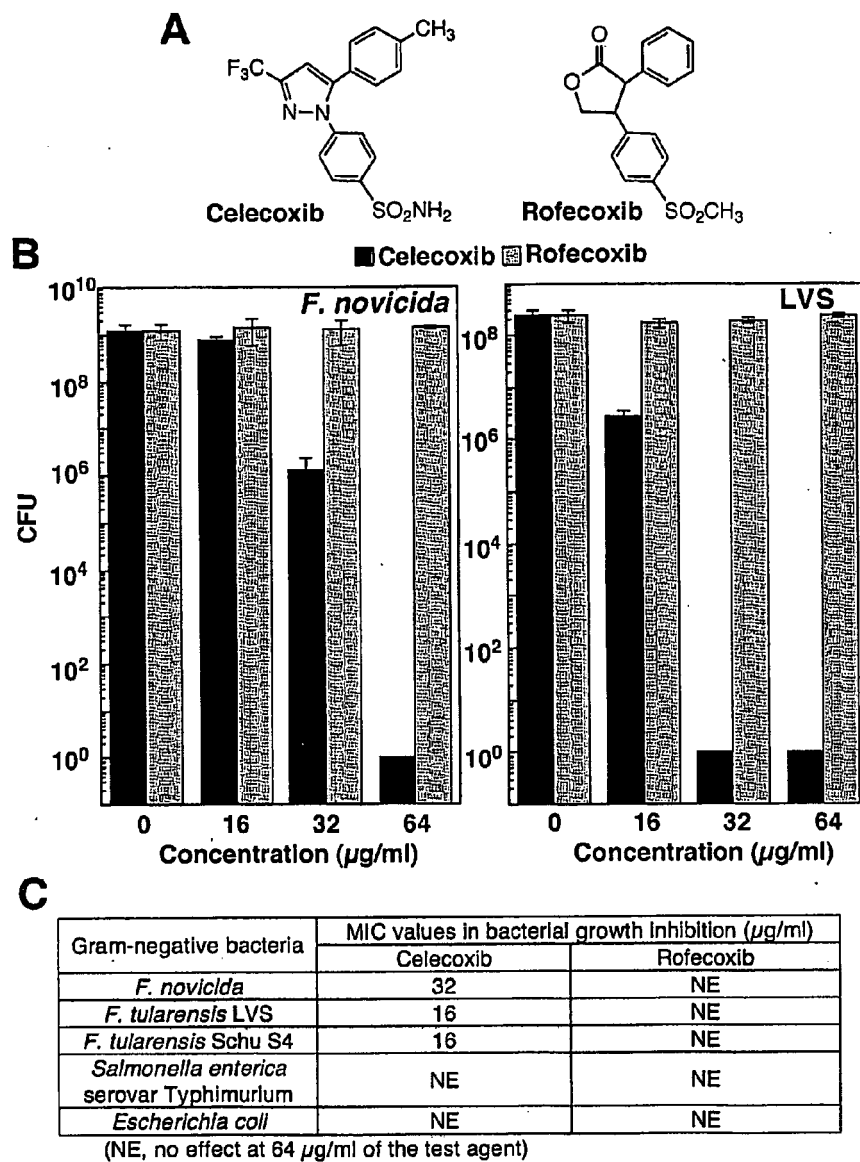 A
CH3
F3C
N
N
SO2NH2
Celecoxib
O
O
SO2CH3
Rofecoxib
B
Celecoxib Rofecoxib
F. novicida
LVS
CFU
10^10
10^8
10^6
10^4
10^2
10^0
0 16 32 64
Concentration (µg/ml)
10^8
10^6
10^4
10^2
10^0
0 16 32 64
Concentration (µg/ml)
C
Gram-negative bacteria
MIC values in bacterial growth inhibition (µg/ml)
Celecoxib Rofecoxib
F. novicida 32 NE
F. tularensis LVS 16 NE
F. tularensis Schu S4 16 NE
Salmonella enterica
serovar Typhimurium NE NE
Escherichia coli NE NE
(NE, no effect at 64 µg/ml of the test agent)